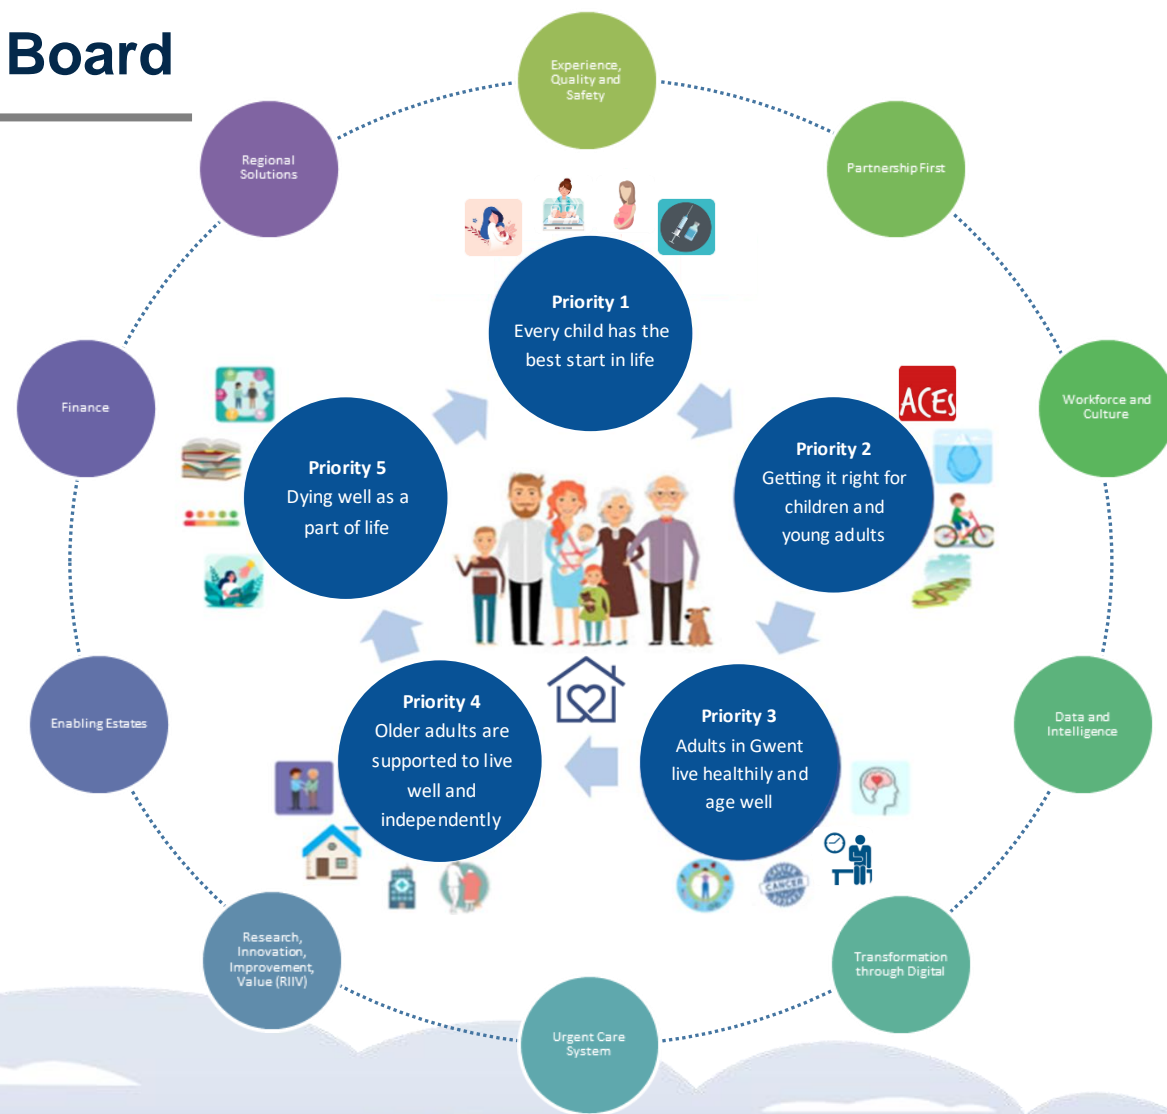 Board
Experience,
Quality and
Safety
Partnership First
Workforce and
Culture
Data and
Intelligence
Transformation
through Digital
Urgent Care
System
Research,
Innovation,
Improvement,
Value (RIIV)
Enabling Estates
Finance
Regional
Solutions
Priority 1
Every child has the
best start in life
Priority 2
Getting it right for
children and
young adults
ACEs
Priority 3
Adults in Gwent
live healthily and
age well
CANCER
Priority 4
Older adults are
supported to live
well and
independently
Priority 5
Dying well as a
part of life